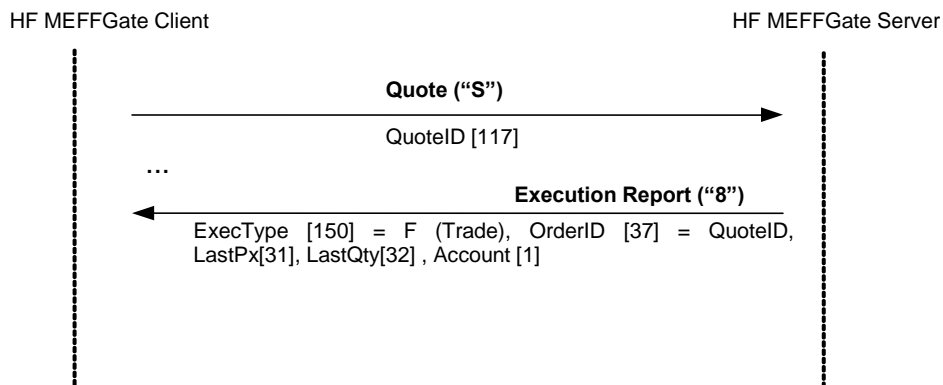 HF MEFFGate Client
HF MEFFGate Server
Quote (“S”)
QuoteID [117]
...
Execution Report (“8”)
ExecType [150] = F (Trade), OrderID [37] = QuoteID,
LastPx[31], LastQty[32] , Account [1]